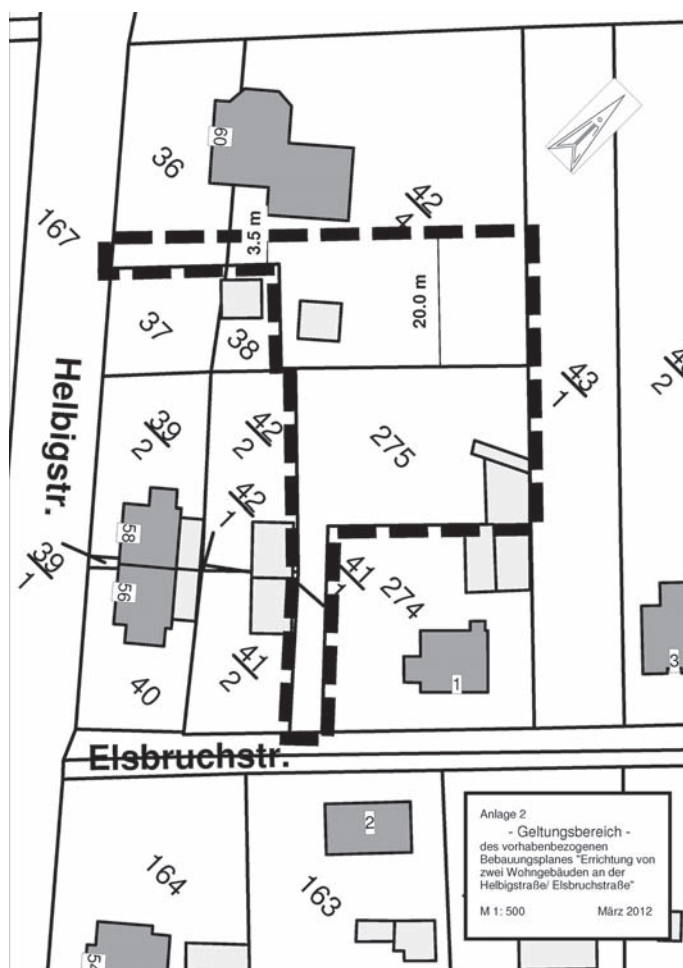 60
36
42
4
167
3.5 m
20.0 m
37
38
43
1
Helbigstr.
39
2
42
2
275
42
1
58
56
39
1
41
1
274
41
2
40
1
3
Elsbruchstr.
2
164
163
54
Anlage 2
- Geltungsbereich -
des vorhabenbezogenen
Bebauungsplanes "Errichtung von
zwei Wohngebäuden an der
Helbigstraße/ Elsbruchstraße"
M 1: 500 März 2012